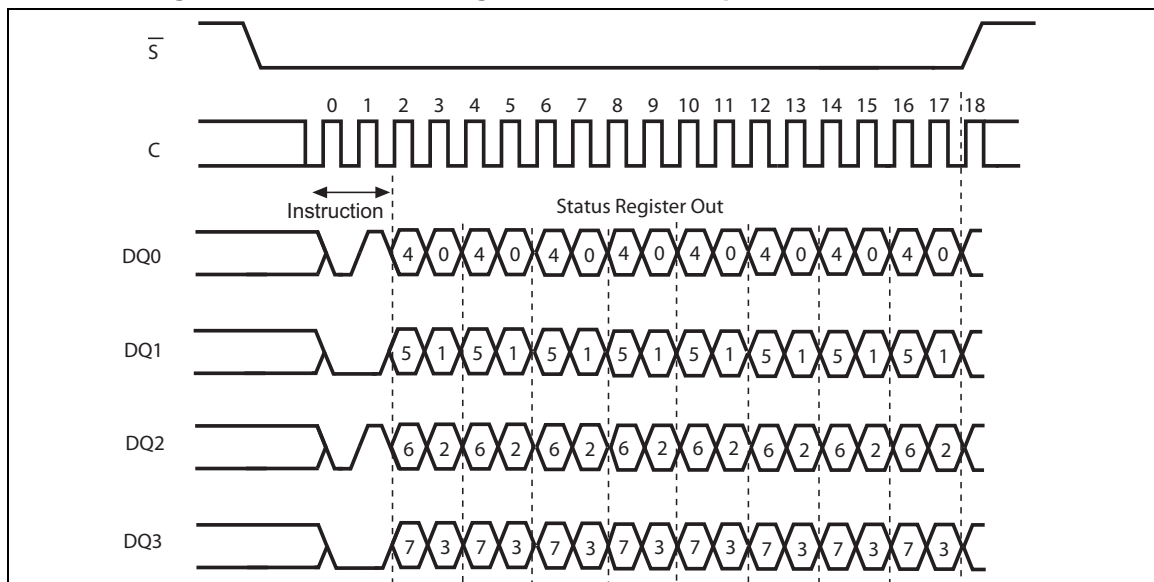 S
0 1 2 3 4 5 6 7 8 9 10 11 12 13 14 15 16 17 18
C
Instruction
Status Register Out
DQ0 4 0 4 0 4 0 4 0 4 0 4 0 4 0 4 0
DQ1 5 1 5 1 5 1 5 1 5 1 5 1 5 1 5 1
DQ2 6 2 6 2 6 2 6 2 6 2 6 2 6 2 6 2
DQ3 7 3 7 3 7 3 7 3 7 3 7 3 7 3 7 3